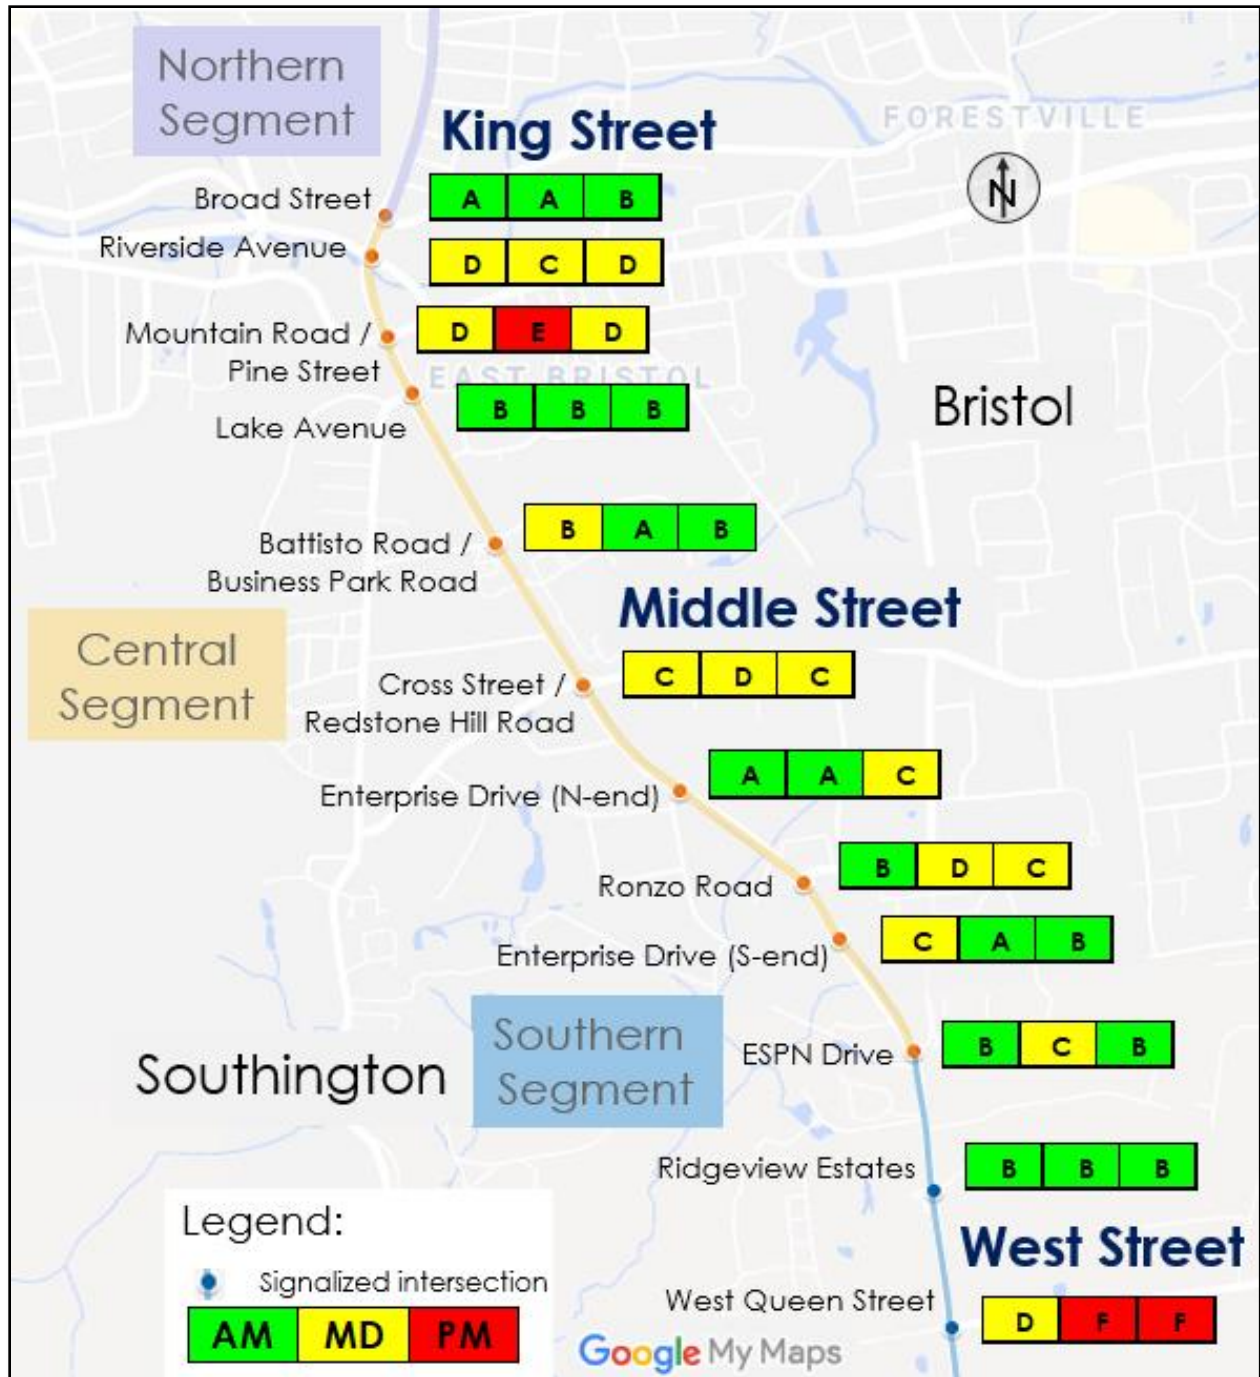 Northern
Segment
King Street
FORESTVILLE
N
Broad Street
A A B
Riverside Avenue
D C D
Mountain Road /
Pine Street
D E D
EAST BRISTOL
Lake Avenue
B B B
Bristol
Battisto Road /
Business Park Road
B A B
Middle Street
Central
Segment
Cross Street /
Redstone Hill Road
C D C
Enterprise Drive (N-end)
A A C
Ronzo Road
B D C
Enterprise Drive (S-end)
C A B
Southern
Segment
Southington
ESPN Drive
B C B
Ridgeview Estates
B B B
West Street
West Queen Street
D F F
Legend:
Signalized intersection
AM MD PM
Google My Maps